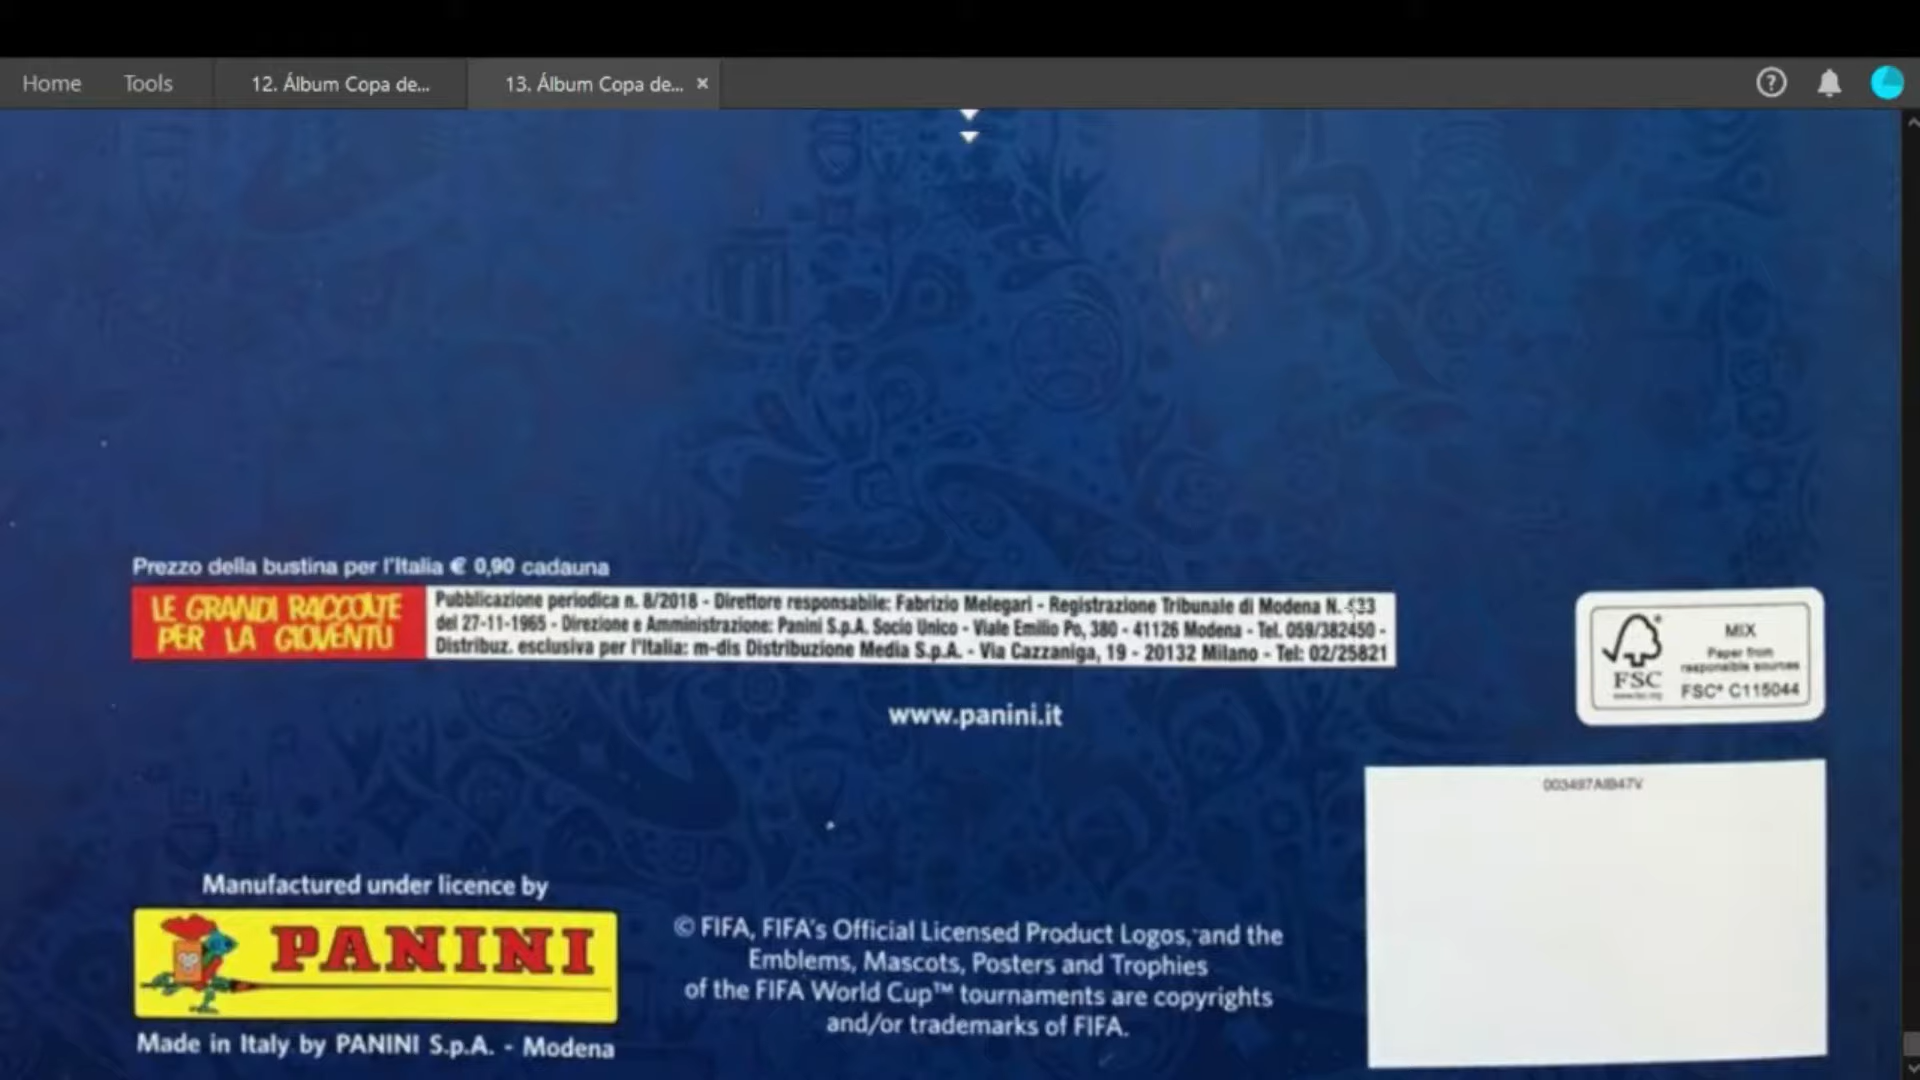 Home Tools 12. Álbum Copa de... 13. Álbum Copa de... ×
Prezzo della bustina per l'Italia € 0,90 cadauna
LE GRANDI RACCOLTE
PER LA GIOVENTU
Pubblicazione periodica n. 8/2018 - Direttore responsabile: Fabrizio Melegari - Registrazione Tribunale di Modena N.
del 27-11-1965 - Direzione e Amministrazione: Panini S.p.A. Socio Unico - Viale Emilio Po, 380 - 41126 Modena - Tel. 059/382450 -
Distribuz. esclusiva per l'Italia: m-dis Distribuzione Media S.p.A. - Via Cazzaniga, 19 - 20132 Milano - Tel: 02/25821
MIX
Paper from
responsible sources
FSC® C115044
FSC
www.panini.it
Manufactured under licence by
PANINI
Made in Italy by PANINI S.p.A. - Modena
© FIFA, FIFA's Official Licensed Product Logos, and the
Emblems, Mascots, Posters and Trophies
of the FIFA World Cup™ tournaments are copyrights
and/or trademarks of FIFA.